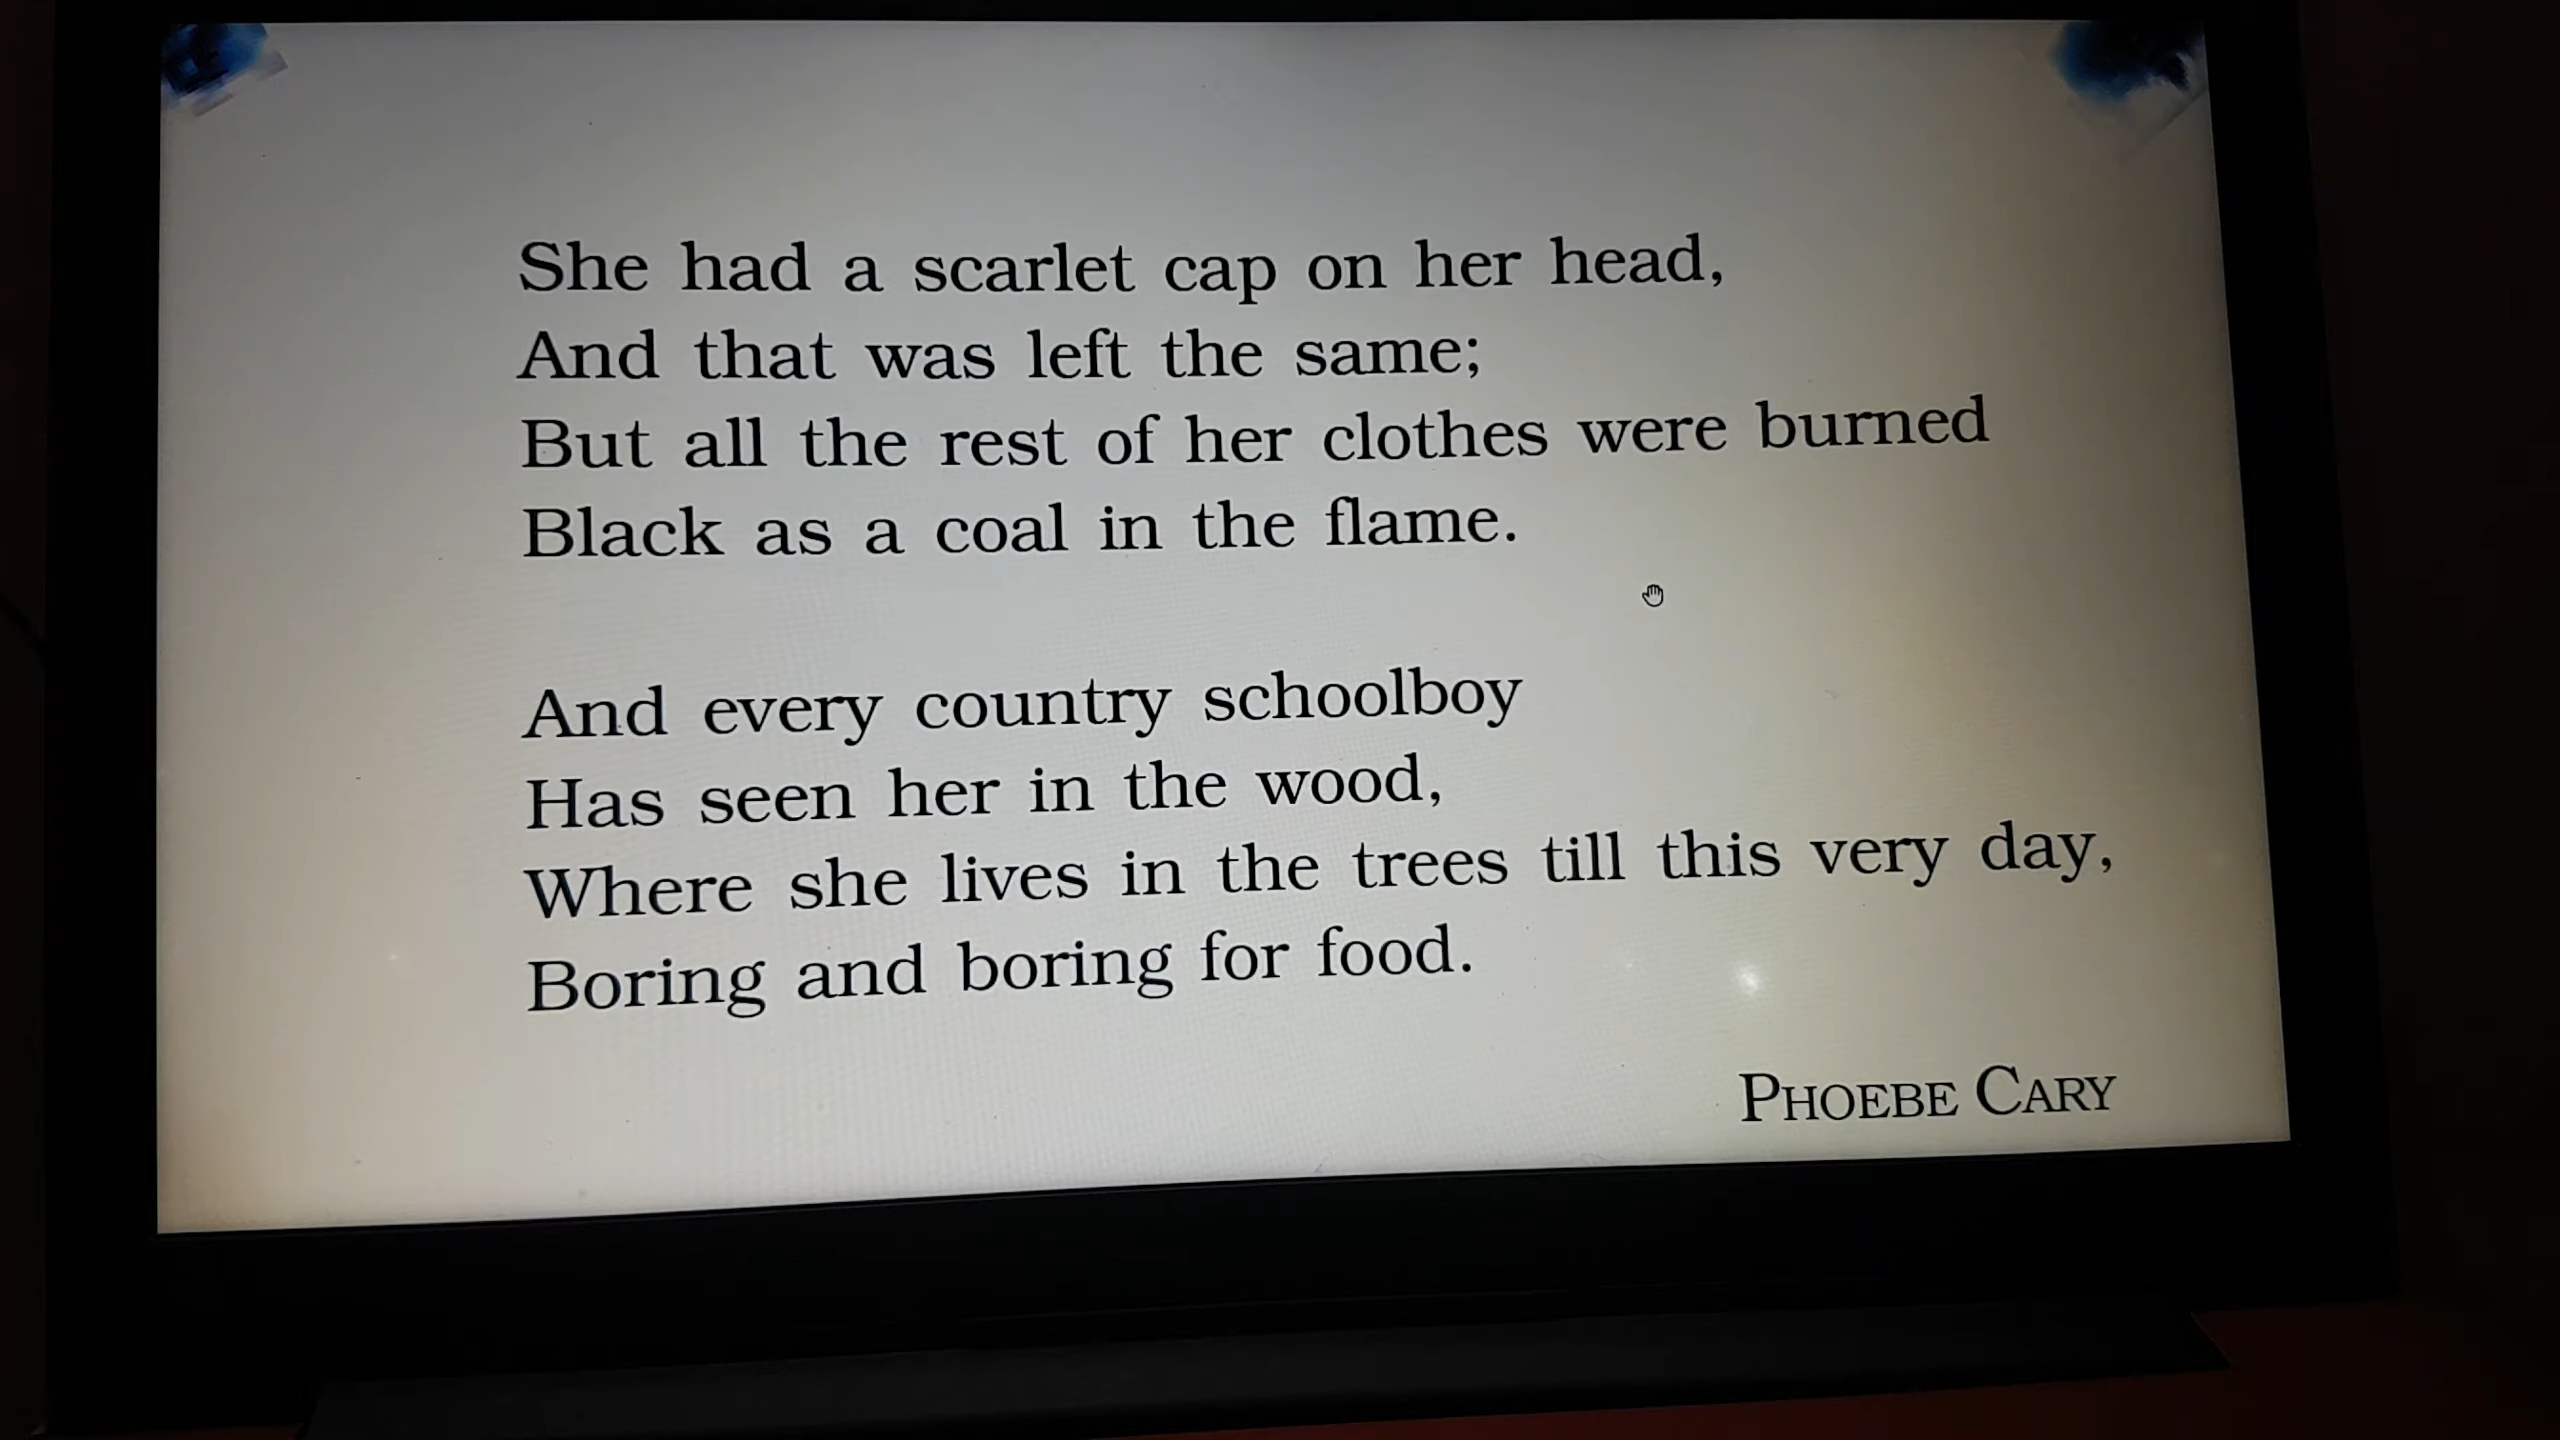 She had a scarlet cap on her head,
And that was left the same;
But all the rest of her clothes were burned
Black as a coal in the flame.
And every country schoolboy
Has seen her in the wood,
Where she lives in the trees till this very day,
Boring and boring for food.
PHOEBE CARY